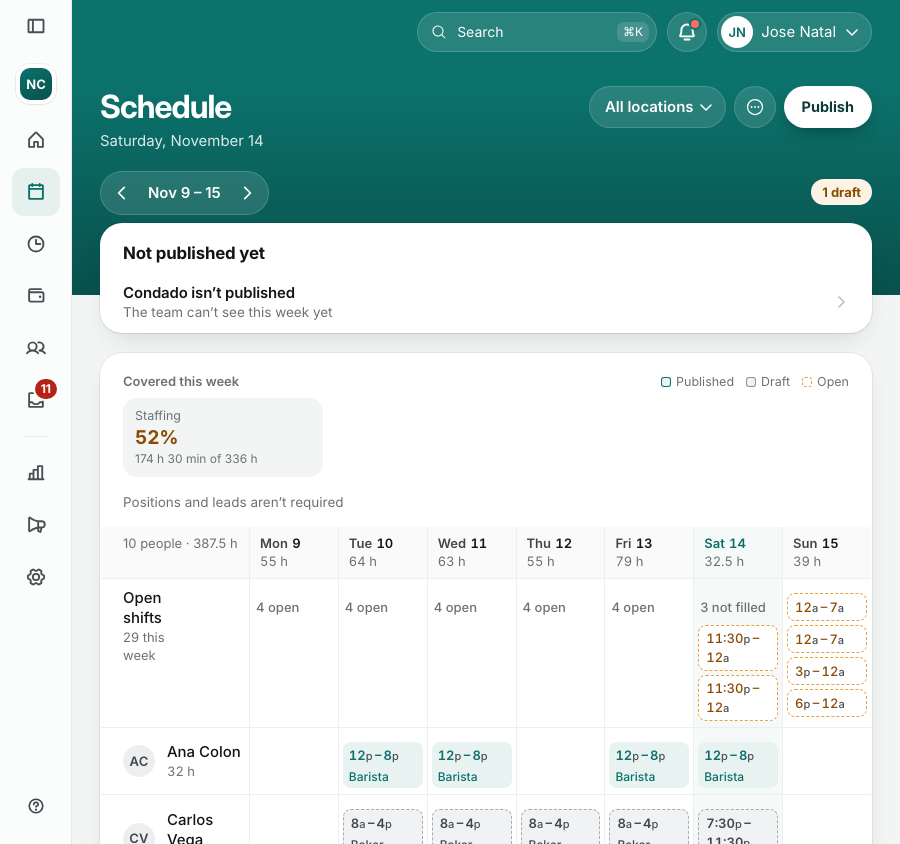 Search
⌘K
JN
Jose Natal
NC
Schedule
Saturday, November 14
All locations
Publish
Nov 9 – 15
1 draft
Not published yet
Condado isn’t published
The team can’t see this week yet
11
Covered this week
Published
Draft
Open
Staffing
52%
174 h 30 min of 336 h
Positions and leads aren’t required
10 people · 387.5 h
Mon 9
55 h
Tue 10
64 h
Wed 11
63 h
Thu 12
55 h
Fri 13
79 h
Sat 14
32.5 h
Sun 15
39 h
Open
shifts
29 this
week
4 open
4 open
4 open
4 open
4 open
3 not filled
11:30p –
12a
11:30p –
12a
12a – 7a
12a – 7a
3p – 12a
6p – 12a
AC
Ana Colon
32 h
12p – 8p
Barista
12p – 8p
Barista
12p – 8p
Barista
12p – 8p
Barista
CV
Carlos
Vega
8a – 4p
Baker
8a – 4p
Baker
8a – 4p
Baker
8a – 4p
Baker
7:30p –
11:30p